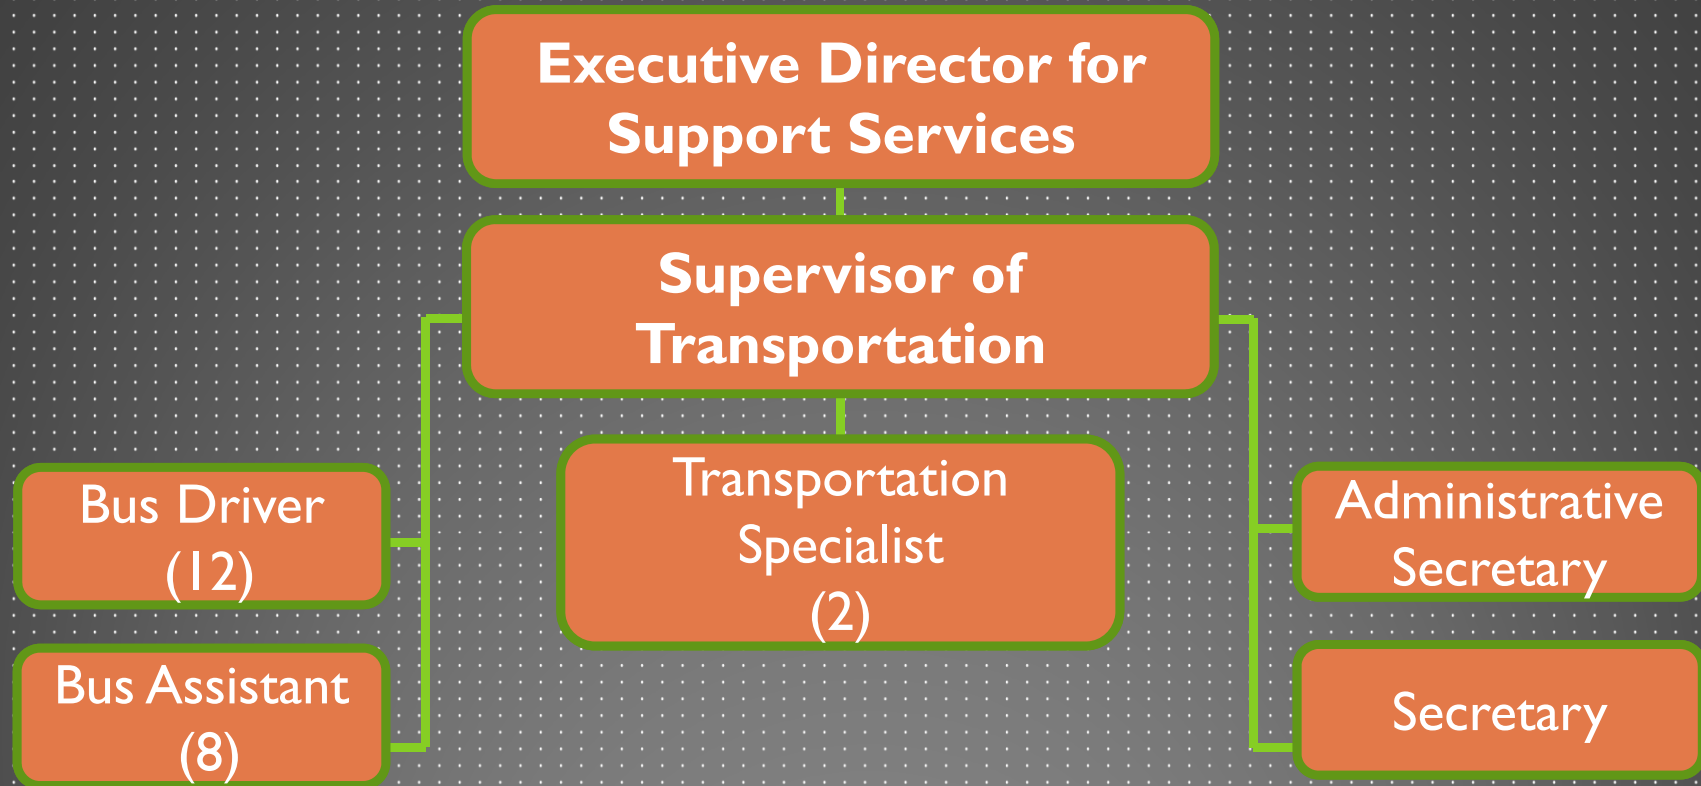 Executive Director for
Support Services
Supervisor of
Transportation
Bus Driver
(12)
Bus Assistant
(8)
Transportation
Specialist
(2)
Administrative
Secretary
Secretary